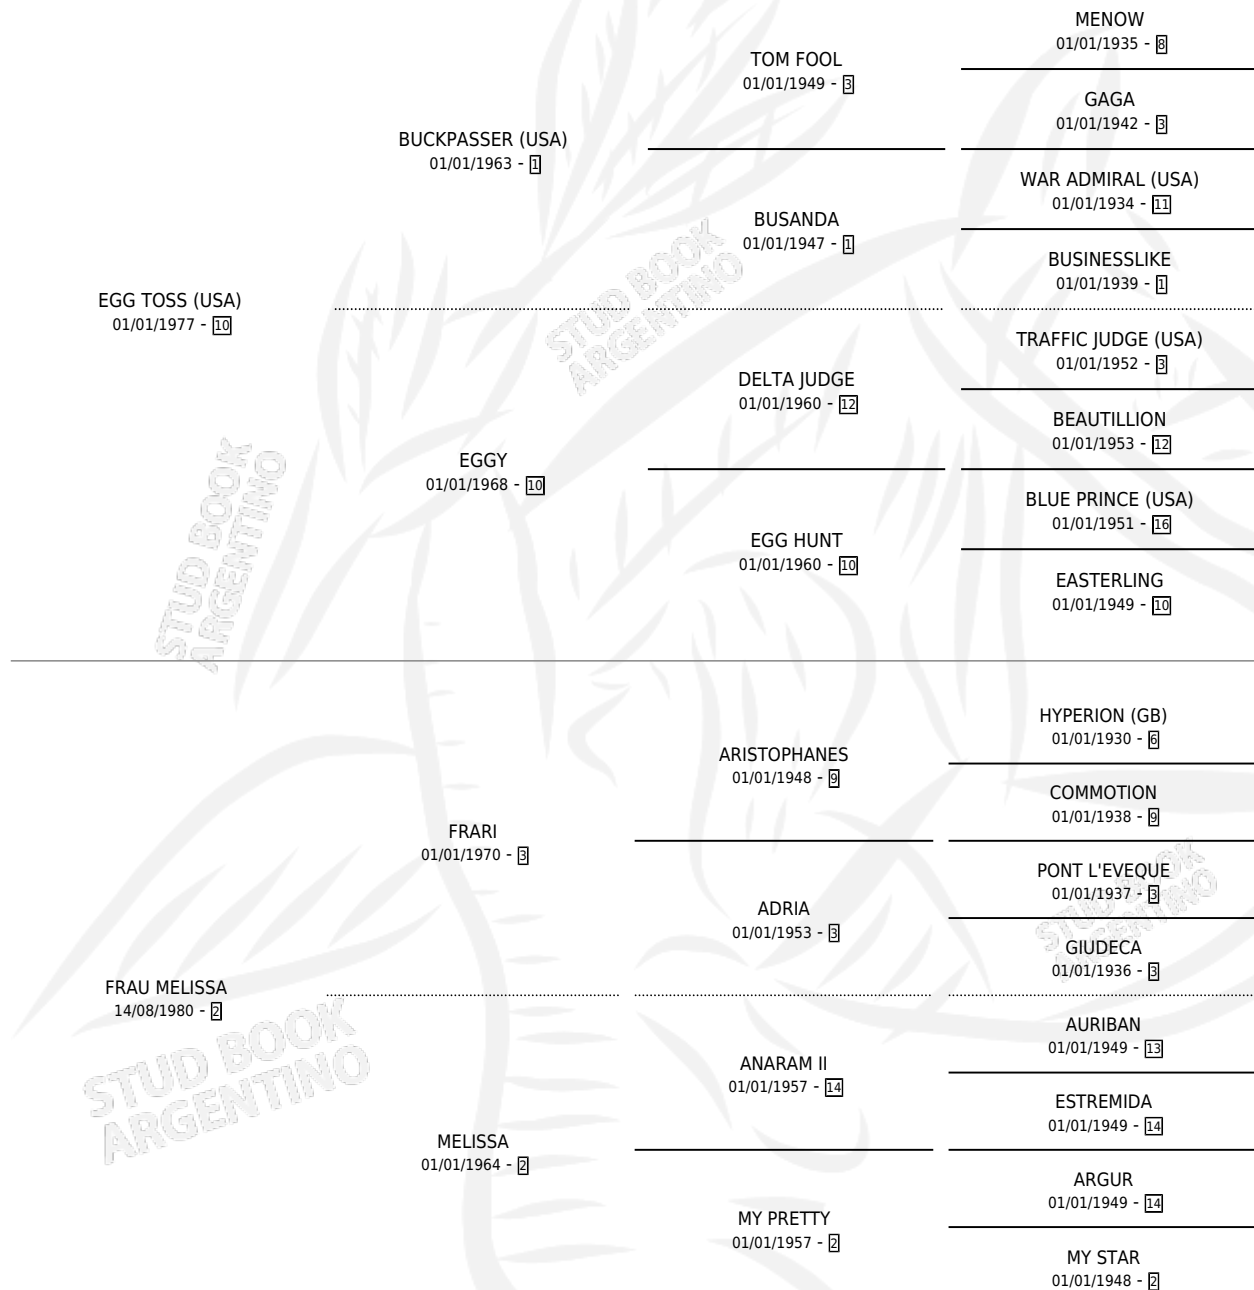 MENOW
01/01/1935 - 8
TOM FOOL
01/01/1949 - 3
GAGA
01/01/1942 - 3
BUCKPASSER (USA)
01/01/1963 - 1
WAR ADMIRAL (USA)
01/01/1934 - 11
BUSANDA
01/01/1947 - 1
BUSINESSLIKE
01/01/1939 - 1
EGG TOSS (USA)
01/01/1977 - 10
TRAFFIC JUDGE (USA)
01/01/1952 - 3
DELTA JUDGE
01/01/1960 - 12
BEAUTILLION
01/01/1953 - 12
EGGY
01/01/1968 - 10
BLUE PRINCE (USA)
01/01/1951 - 16
EGG HUNT
01/01/1960 - 10
EASTERLING
01/01/1949 - 10
HYPERION (GB)
01/01/1930 - 6
ARISTOPHANES
01/01/1948 - 9
COMMOTION
01/01/1938 - 9
FRARI
01/01/1970 - 3
PONT L'EVEQUE
01/01/1937 - 3
ADRIA
01/01/1953 - 3
GIUDECA
01/01/1936 - 3
FRAU MELISSA
14/08/1980 - 2
AURIBAN
01/01/1949 - 13
ANARAM II
01/01/1957 - 14
ESTREMIDA
01/01/1949 - 14
MELISSA
01/01/1964 - 2
ARGUR
01/01/1949 - 14
MY PRETTY
01/01/1957 - 2
MY STAR
01/01/1948 - 2
STUD BOOK
ARGENTINO
STUD BOOK
ARGENTINO
STUD BOOK
ARGENTINO
STUD BOOK
ARGENTINO